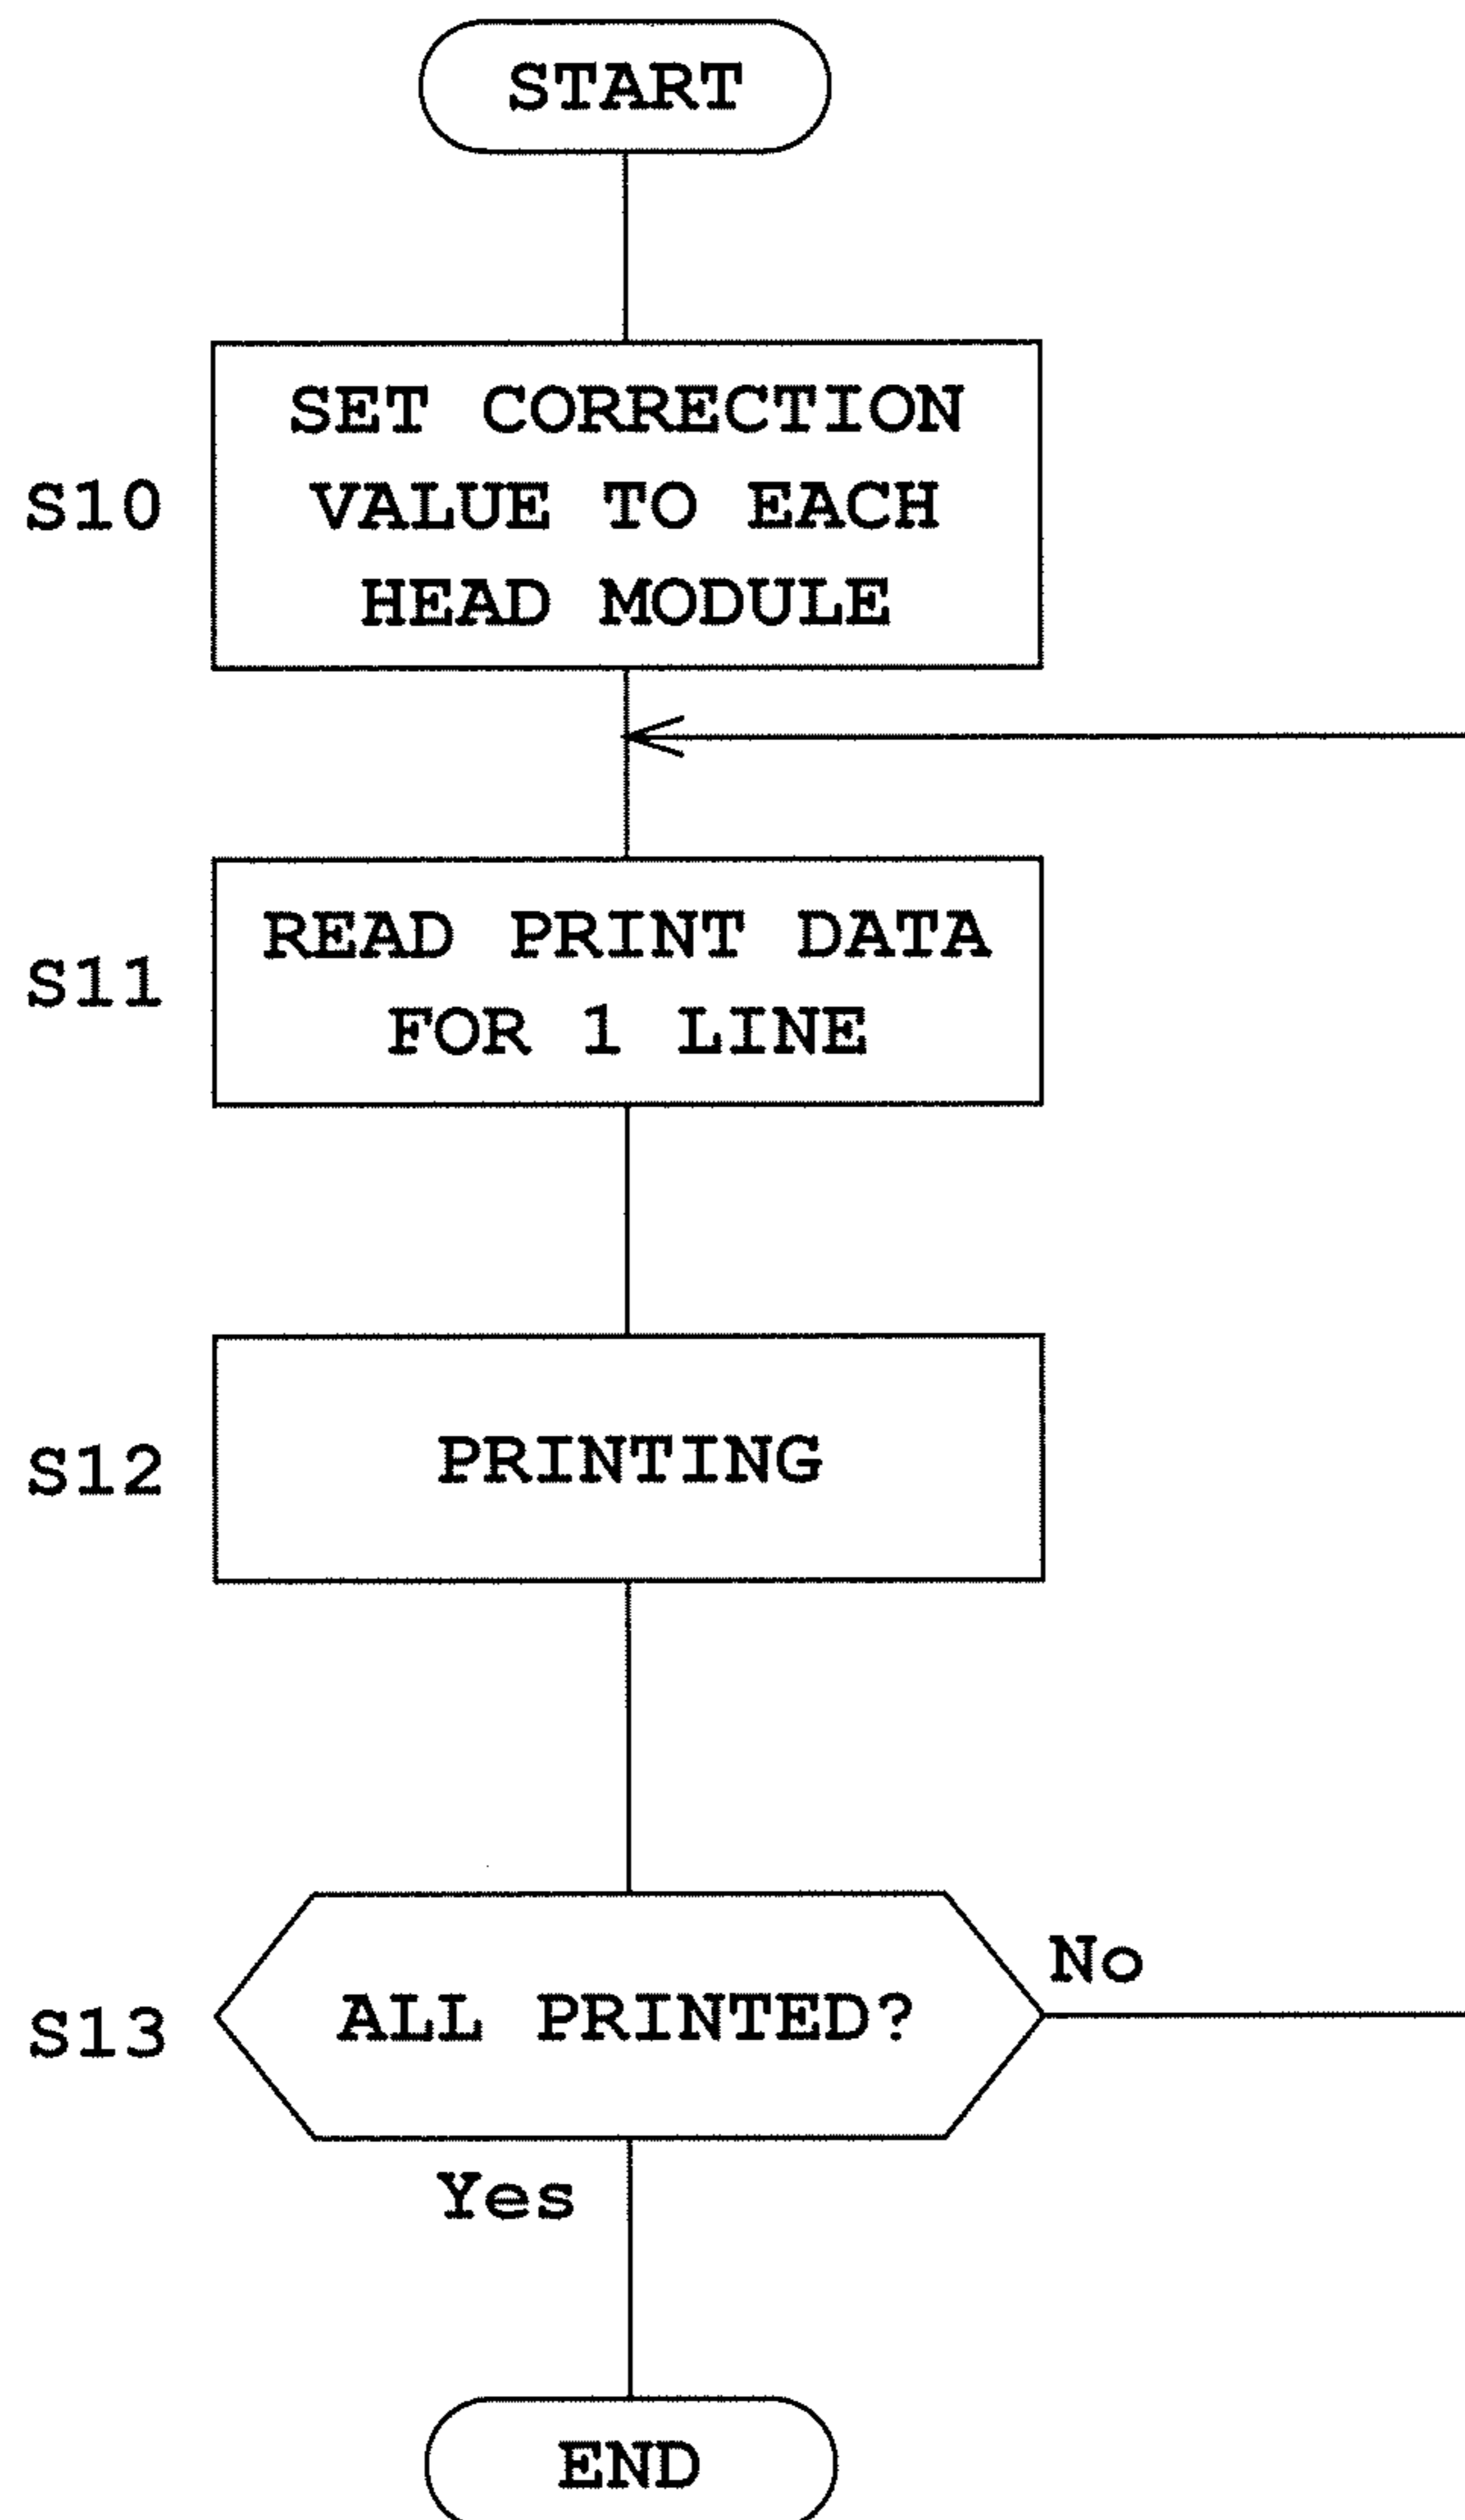 START
SET CORRECTION
S10 VALUE TO EACH
HEAD MODULE
READ PRINT DATA
S11
FOR 1 LINE
S12 PRINTING
No
S13 ALL PRINTED?
Yes
END